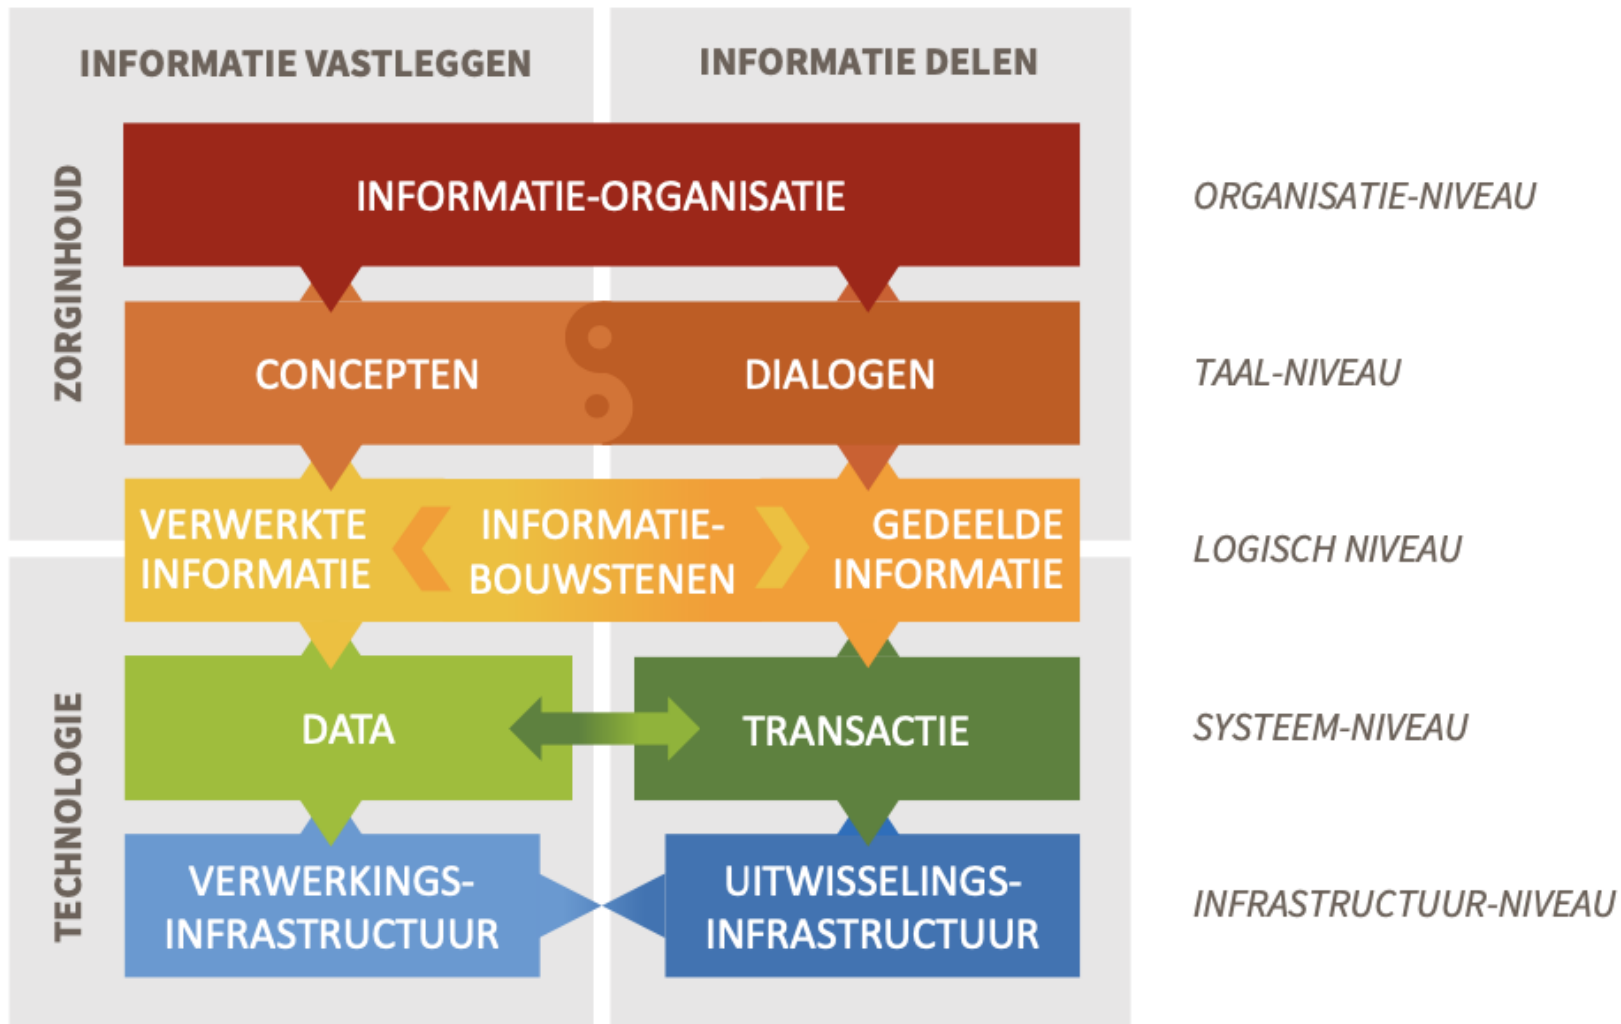 INFORMATIE VASTLEGGEN
INFORMATIE DELEN
ZORGINHOUD
INFORMATIE-ORGANISATIE
ORGANISATIE-NIVEAU
CONCEPTEN
DIALOGEN
TAAL-NIVEAU
VERWERKTE
INFORMATIE
INFORMATIE-
BOUWSTENEN
GEDEELDE
INFORMATIE
LOGISCH NIVEAU
TECHNOLOGIE
DATA
TRANSACTIE
SYSTEEM-NIVEAU
VERWERKINGS-
INFRASTRUCTUUR
UITWISSELINGS-
INFRASTRUCTUUR
INFRASTRUCTUUR-NIVEAU